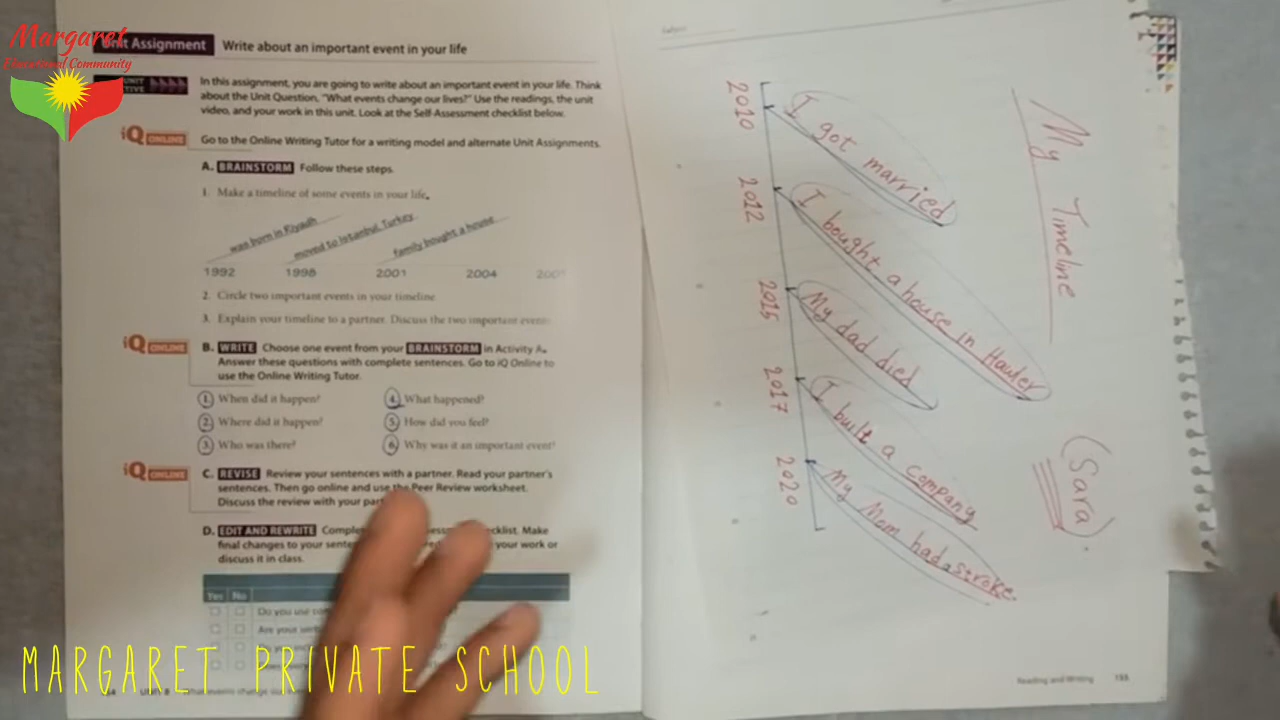 Margaret
Educational Community
Unit Assignment Write about an important event in your life
UNIT
In this assignment, you are going to write about an important event in your life. Think
about the Unit Question, "What events change our lives?" Use the readings, the unit
video, and your work in this unit. Look at the Self-Assessment checklist below.
iQ ONLINE Go to the Online Writing Tutor for a writing model and alternate Unit Assignments.
A. BRAINSTORM Follow these steps.
1. Make a timeline of some events in your life.
was born in Riyadh
moved to Istanbul, Turkey
family bought a house
1992 1998 2001 2004
2. Circle two important events in your timeline
3. Explain your timeline to a partner. Discuss the two important events
iQ ONLINE B. WRITE Choose one event from your BRAINSTORM in Activity A.
Answer these questions with complete sentences. Go to iQ Online to
use the Online Writing Tutor.
1. When did it happen? 4. What happened?
2. Where did it happen? 5. How did you feel?
3. Who was there? 6. Why was it an important event?
iQ ONLINE C. REVISE Review your sentences with a partner. Read your partner's
sentences. Then go online and use the Peer Review worksheet.
Discuss the review with your
D. EDIT AND REWRITE Make
final changes to your your work or
discuss it in class.
Yes No
Do you use
Are your
MARGARET PRIVATE SCHOOL
My Timeline
(Sara)
2010 I got married
2012 I bought a house in Hawler
2015 My dad died
2017 I built a company
2020 My Mom had a stroke.
Reading and Writing 155